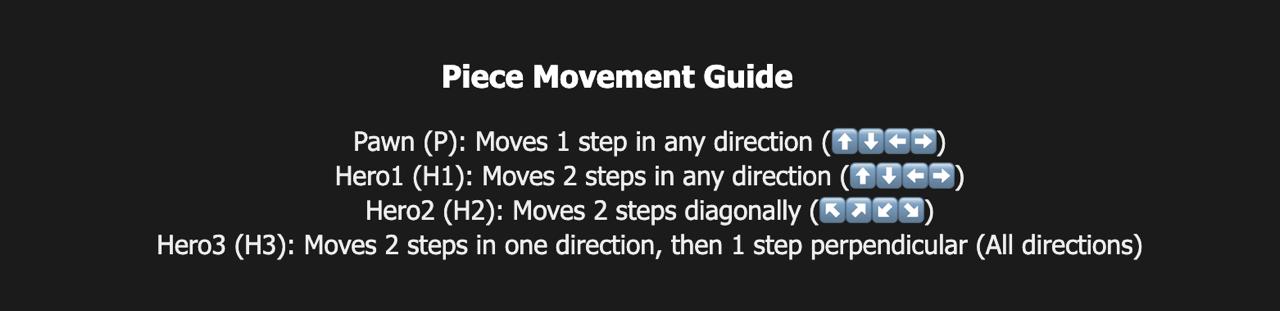 Piece Movement Guide
Pawn (P): Moves 1 step in any direction (⬆️⬇️⬅️➡️)
Hero1 (H1): Moves 2 steps in any direction (⬆️⬇️⬅️➡️)
Hero2 (H2): Moves 2 steps diagonally (↖️↗️↙️↘️)
Hero3 (H3): Moves 2 steps in one direction, then 1 step perpendicular (All directions)